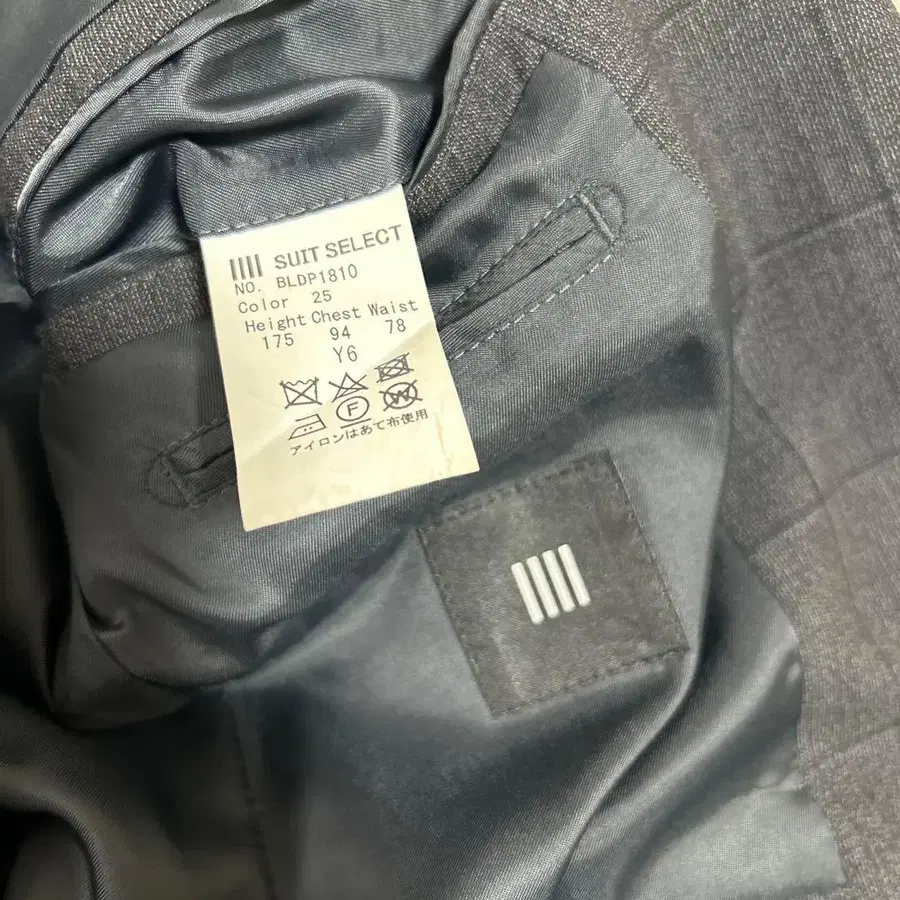 SUIT SELECT
NO. BLDP1810
Color 25
Height Chest Waist
175 94 78
Y6
F W
アイロンはあて布使用